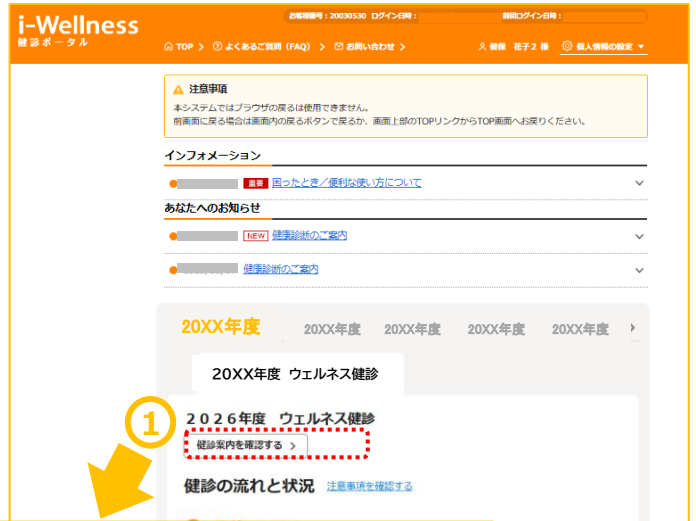 i-Wellness
健診ポータル
お客様番号：20030530 ログイン日時： 前回ログイン日時：
TOP > よくあるご質問（FAQ） > お問い合わせ > 健保 花子2 様 個人情報の設定 ▼
注意事項
本システムではブラウザの戻るは使用できません。
前画面に戻る場合は画面内の戻るボタンで戻るか、画面上部のTOPリンクからTOP画面へお戻りください。
インフォメーション
重要 困ったとき／便利な使い方について
あなたへのお知らせ
NEW 健康診断のご案内
健康診断のご案内
20XX年度 20XX年度 20XX年度 20XX年度 20XX年度 >
20XX年度 ウェルネス健診
1
２０２６年度 ウェルネス健診
健診案内を確認する >
健診の流れと状況 注意事項を確認する